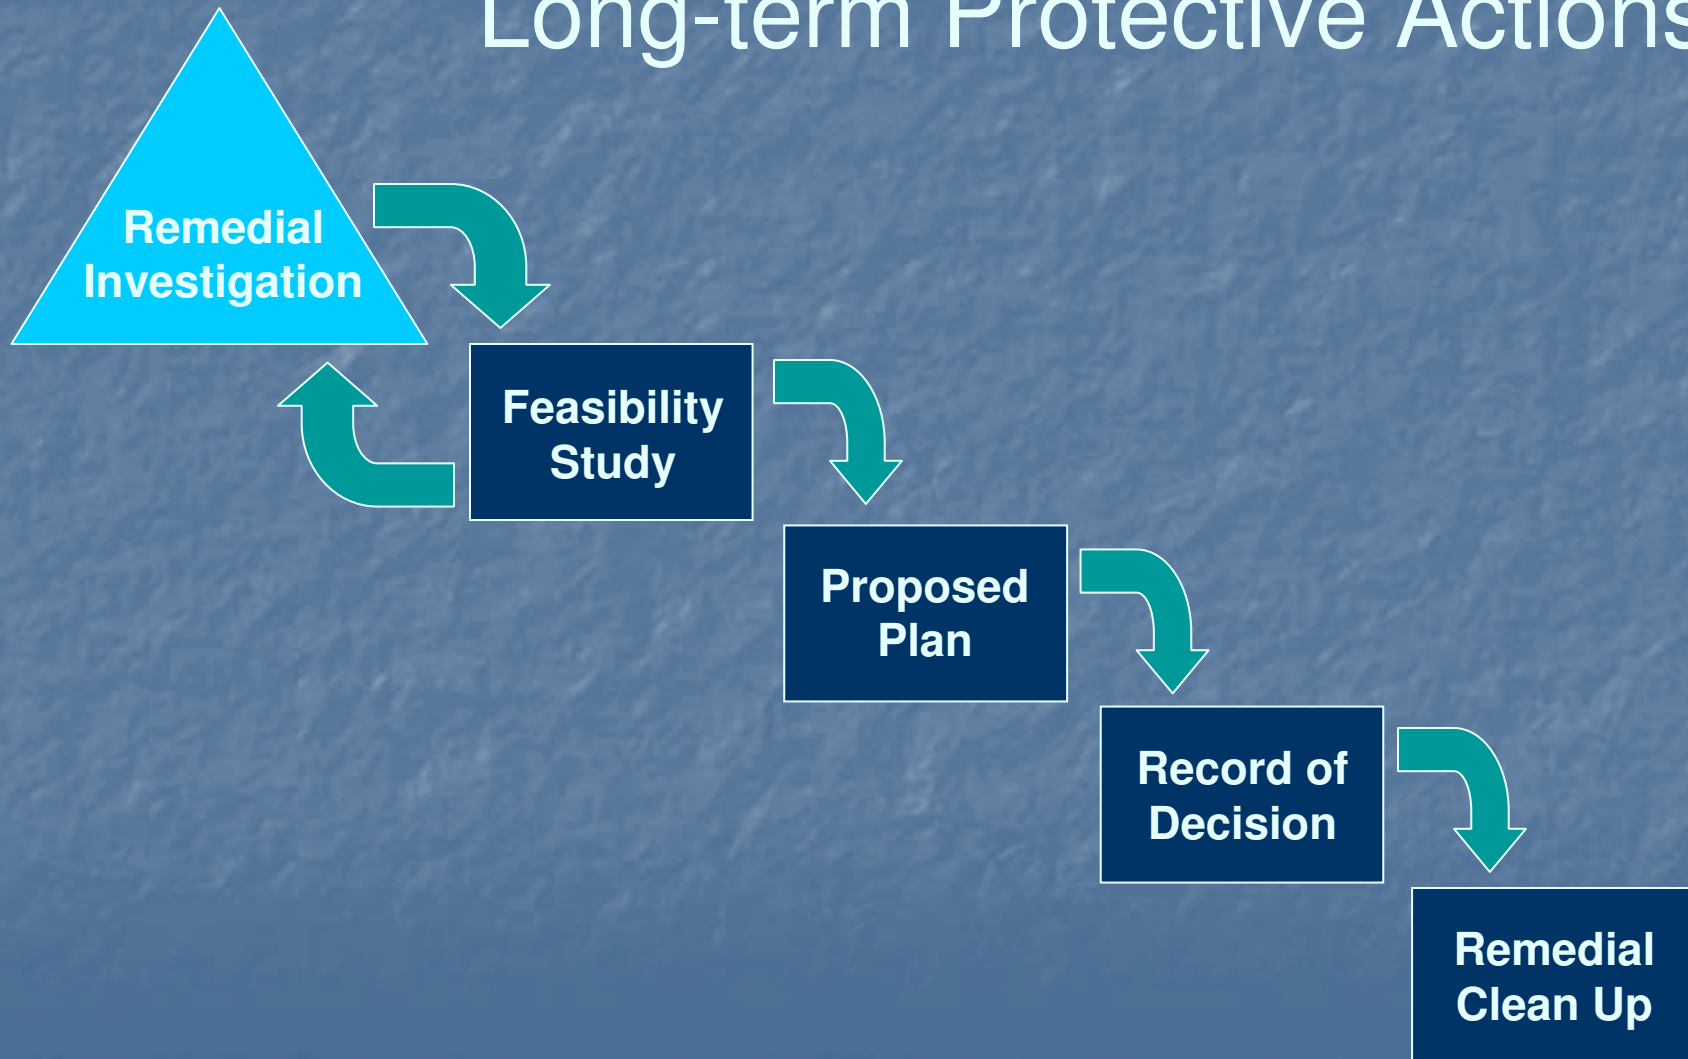 Long-term Protective Actions
Remedial
Investigation
Feasibility
Study
Proposed
Plan
Record of
Decision
Remedial
Clean Up